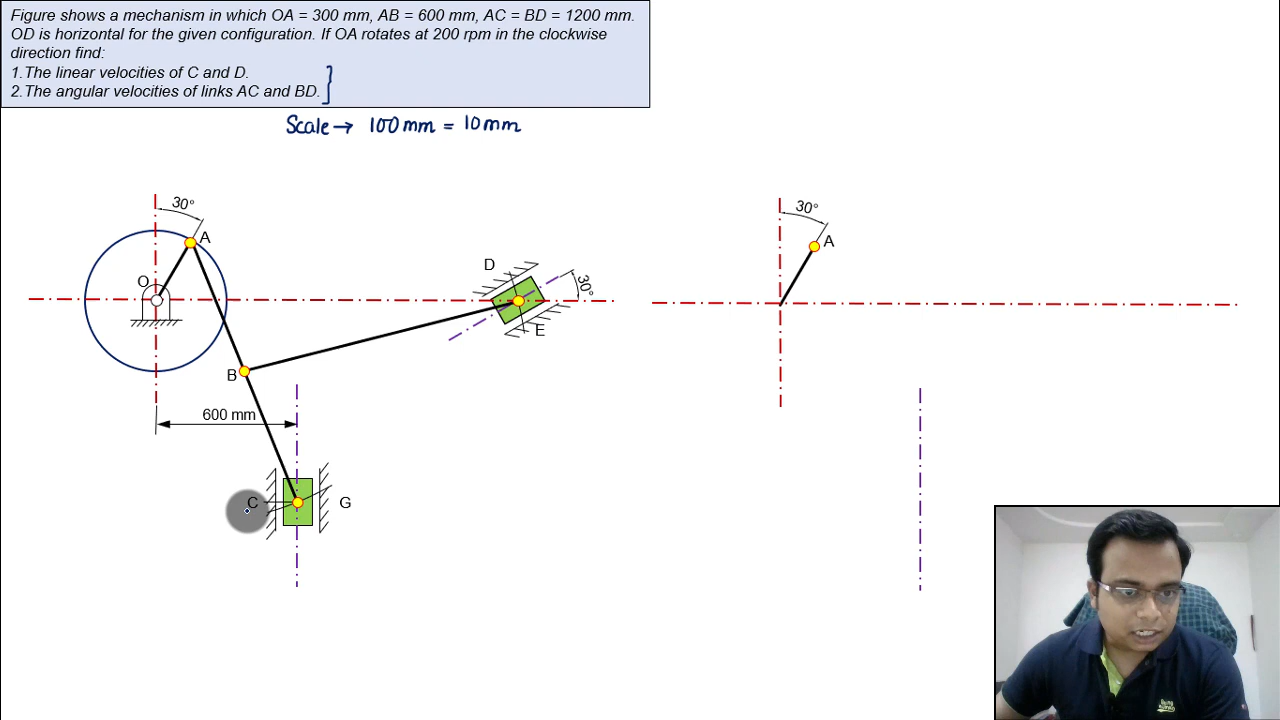 Figure shows a mechanism in which OA = 300 mm, AB = 600 mm, AC = BD = 1200 mm.
OD is horizontal for the given configuration. If OA rotates at 200 rpm in the clockwise
direction find:
1.The linear velocities of C and D.
2.The angular velocities of links AC and BD.
Scale → 100 mm = 10 mm
30°
A
O
D
30°
E
B
600 mm
C
G
30°
A